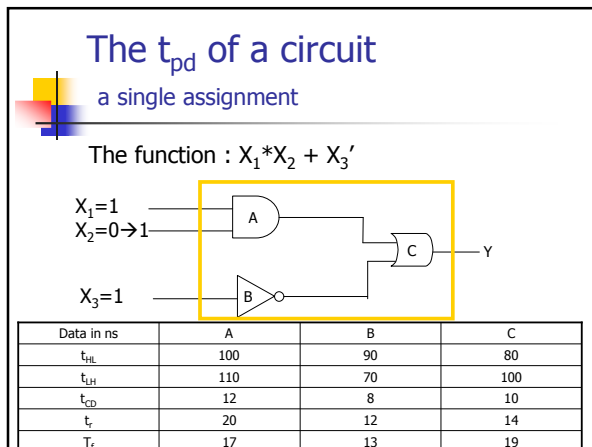 The tpd of a circuit
a single assignment
The function : X1*X2 + X3′
X1=1
X2=0→1
A
C
Y
X3=1
B
Data in ns A B C
tHL 100 90 80
tLH 110 70 100
tCD 12 8 10
tr 20 12 14
Tf 17 13 19